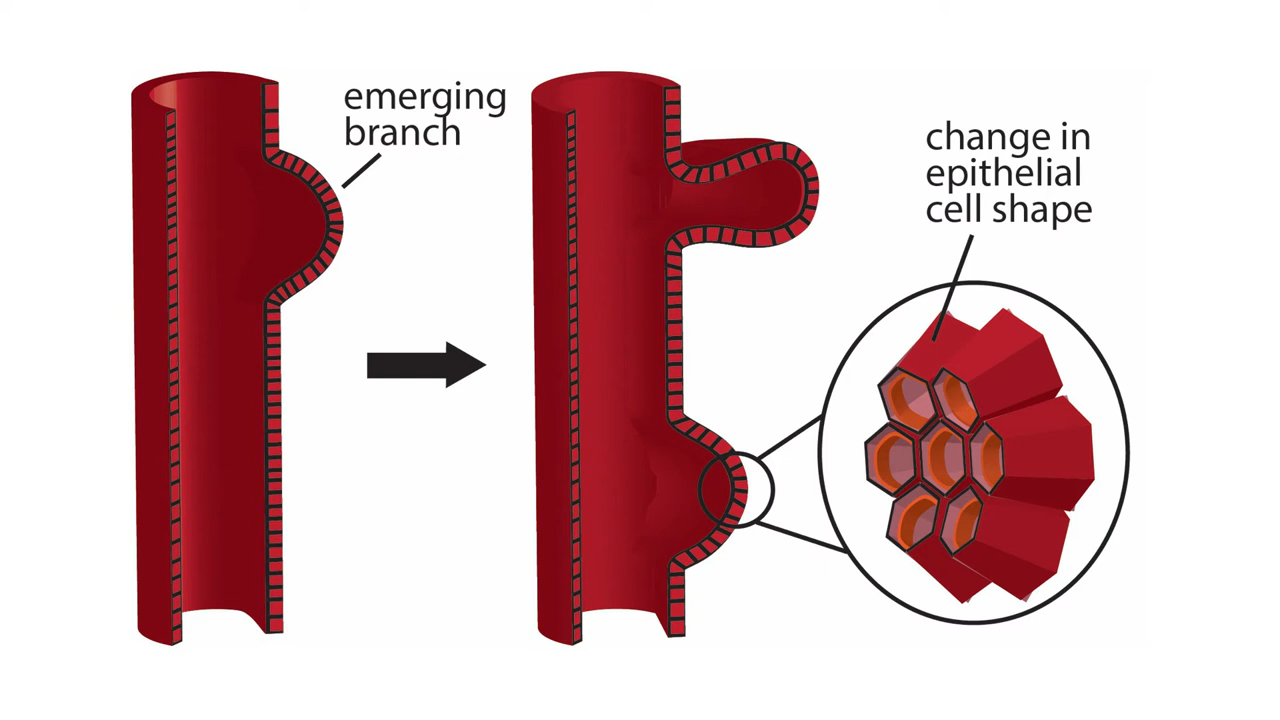 emerging
branch
change in
epithelial
cell shape